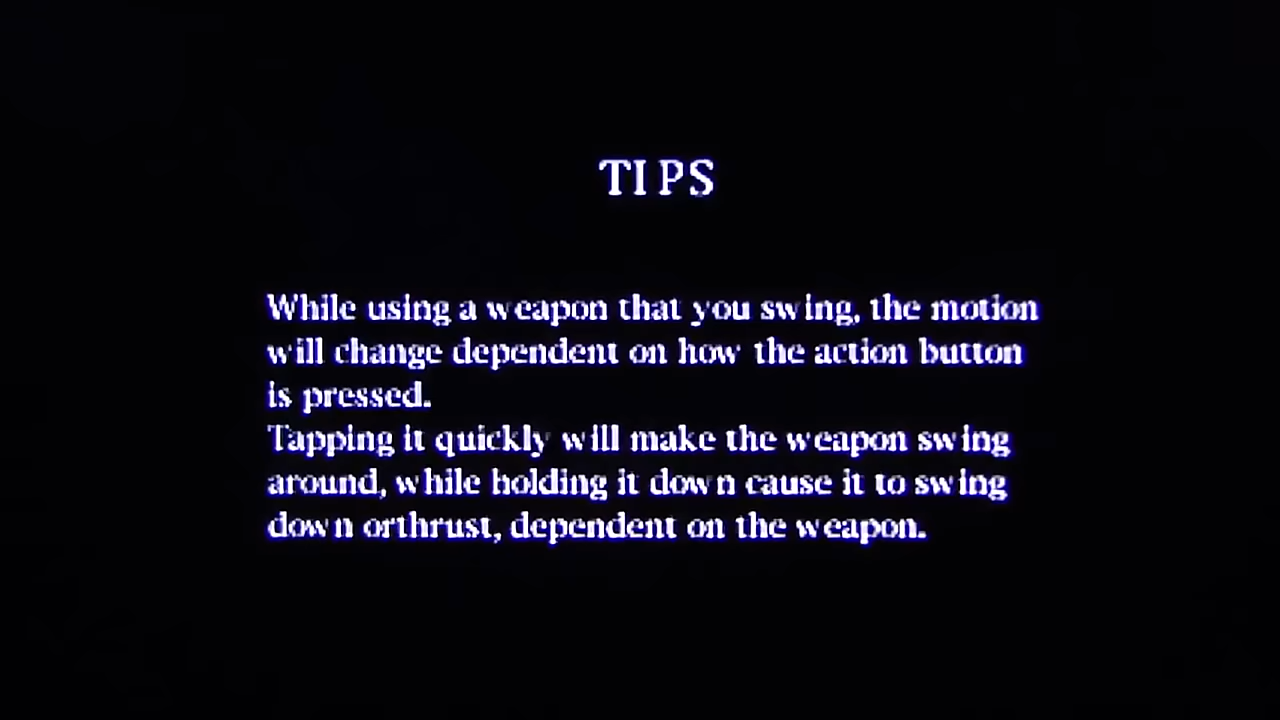 TIPS
While using a weapon that you swing, the motion
will change dependent on how the action button
is pressed.
Tapping it quickly will make the weapon swing
around, while holding it down cause it to swing
down orthrust, dependent on the weapon.